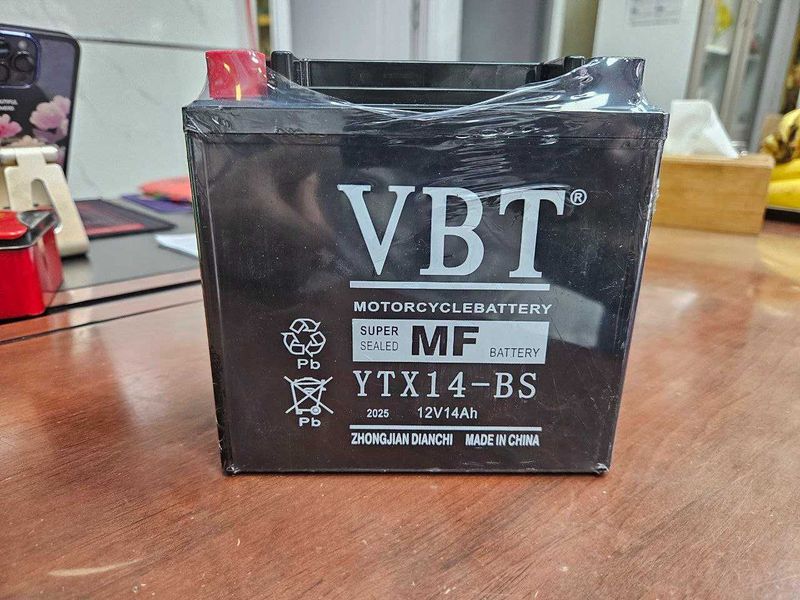 VBT®
MOTORCYCLEBATTERY
SUPER SEALED MF BATTERY
Pb
YTX14-BS
Pb
2025 12V14Ah
ZHONGJIAN DIANCHI MADE IN CHINA